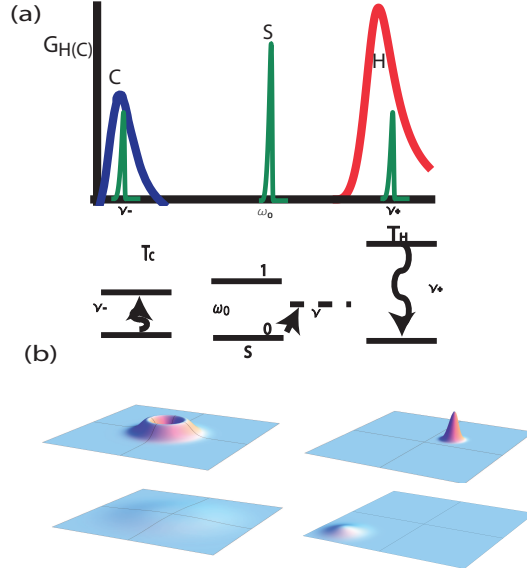 (a)
G_H(C)
C
S
H
ν-
ω₀
ν+
T_C
T_H
ν-
1
ω₀
ν
ν+
0
S
(b)